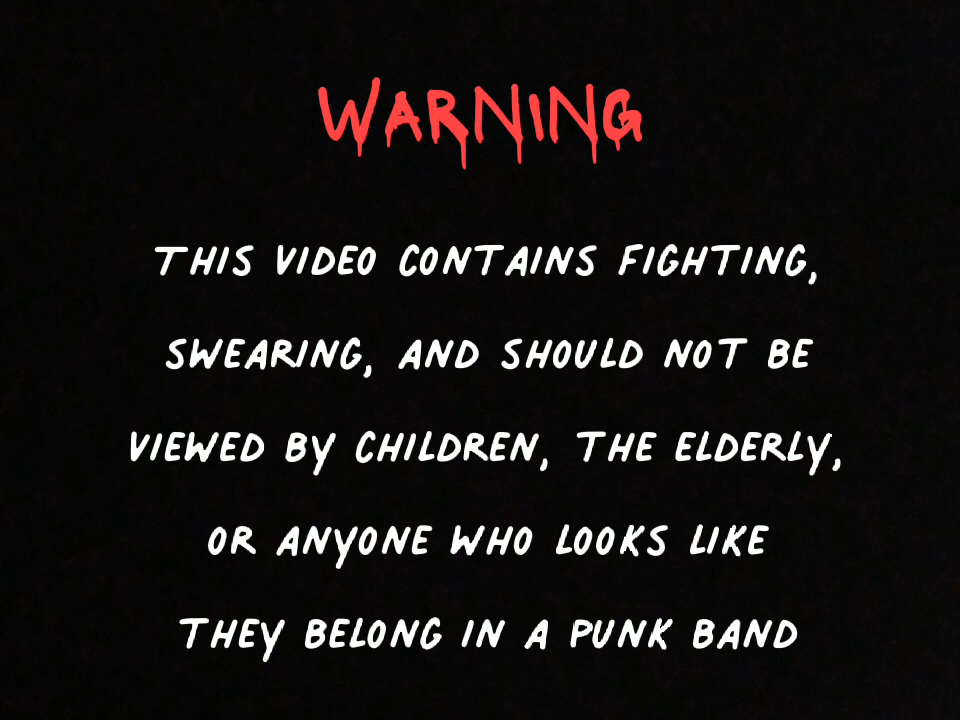 WARNING
THIS VIDEO CONTAINS FIGHTING,
SWEARING, AND SHOULD NOT BE
VIEWED BY CHILDREN, THE ELDERLY,
OR ANYONE WHO LOOKS LIKE
THEY BELONG IN A PUNK BAND